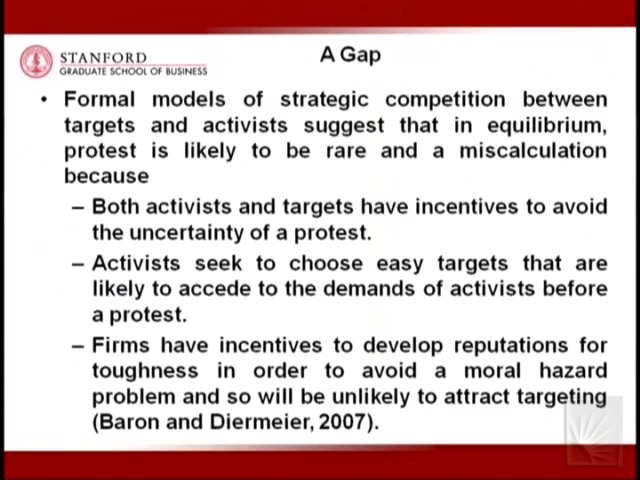 STANFORD
GRADUATE SCHOOL OF BUSINESS
A Gap
• Formal models of strategic competition between
targets and activists suggest that in equilibrium,
protest is likely to be rare and a miscalculation
because
– Both activists and targets have incentives to avoid
the uncertainty of a protest.
– Activists seek to choose easy targets that are
likely to accede to the demands of activists before
a protest.
– Firms have incentives to develop reputations for
toughness in order to avoid a moral hazard
problem and so will be unlikely to attract targeting
(Baron and Diermeier, 2007).